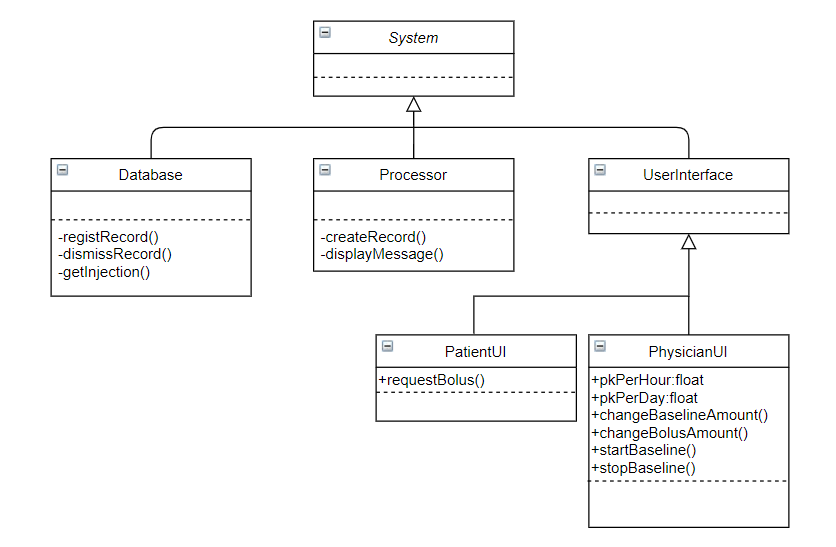 System
Database
-registRecord()
-dismissRecord()
-getInjection()
Processor
-createRecord()
-displayMessage()
UserInterface
PatientUI
+requestBolus()
PhysicianUI
+pkPerHour:float
+pkPerDay:float
+changeBaselineAmount()
+changeBolusAmount()
+startBaseline()
+stopBaseline()